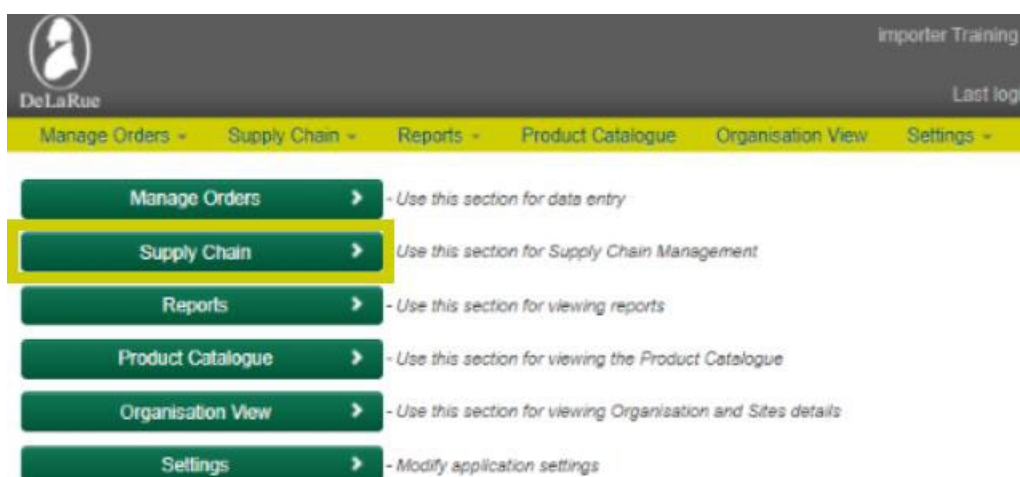 importer Training
DeLaRue
Last log
Manage Orders Supply Chain Reports Product Catalogue Organisation View Settings
Manage Orders - Use this section for data entry
Supply Chain Use this section for Supply Chain Management
Reports - Use this section for viewing reports
Product Catalogue - Use this section for viewing the Product Catalogue
Organisation View - Use this section for viewing Organisation and Sites details
Settings - Modify application settings